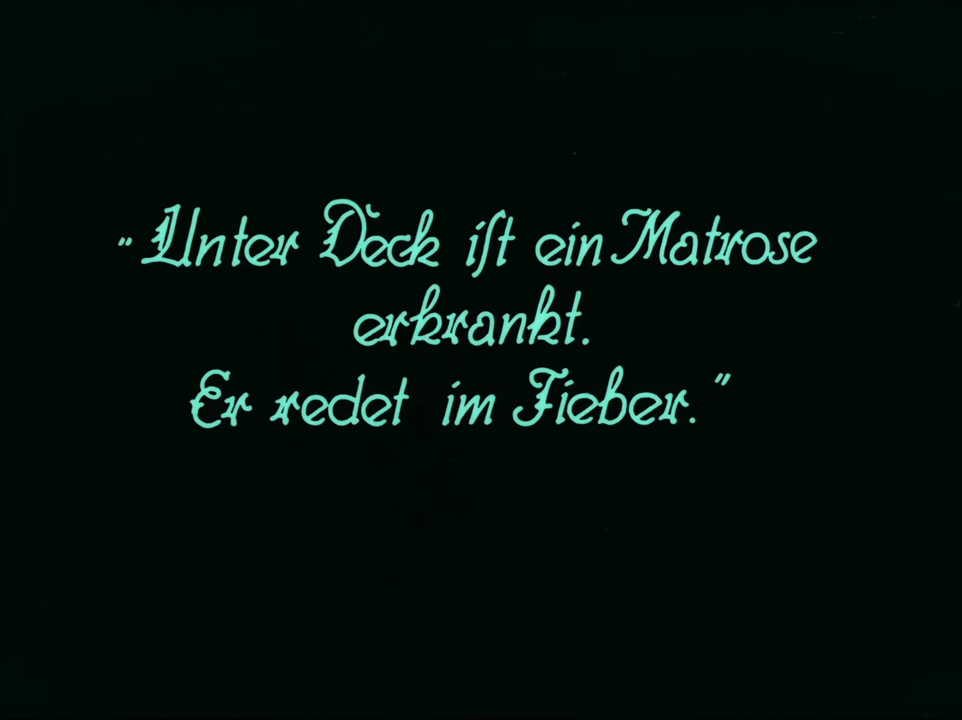 "Unter Deck iſt ein Matrose
erkrankt.
Er redet im Fieber."